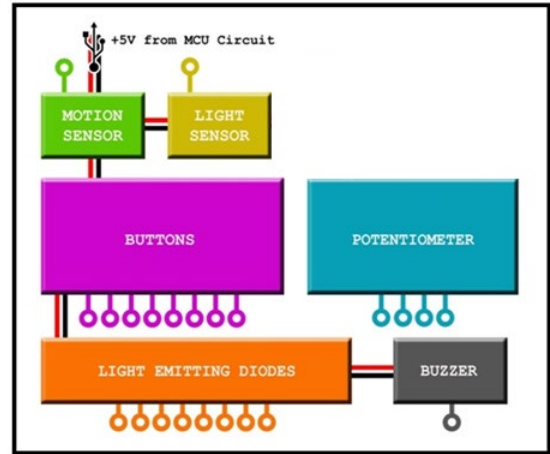 +5V from MCU Circuit
MOTION
SENSOR
LIGHT
SENSOR
BUTTONS
POTENTIOMETER
LIGHT EMITTING DIODES
BUZZER